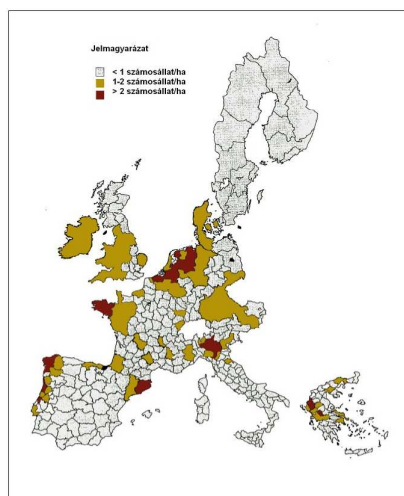 Jelmagyarázat
< 1 számosállat/ha
1-2 számosállat/ha
> 2 számosállat/ha